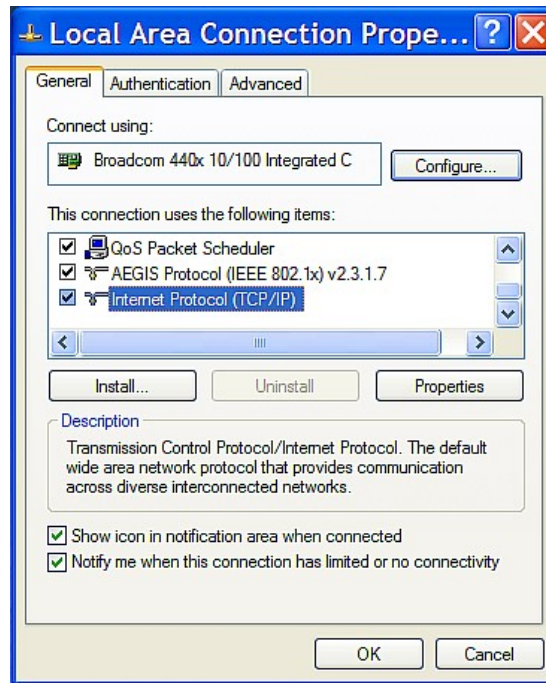 Local Area Connection Prope...
General Authentication Advanced
Connect using:
Broadcom 440x 10/100 Integrated C
Configure...
This connection uses the following items:
QoS Packet Scheduler
AEGIS Protocol (IEEE 802.1x) v2.3.1.7
Internet Protocol (TCP/IP)
Install... Uninstall Properties
Description
Transmission Control Protocol/Internet Protocol. The default
wide area network protocol that provides communication
across diverse interconnected networks.
Show icon in notification area when connected
Notify me when this connection has limited or no connectivity
OK Cancel